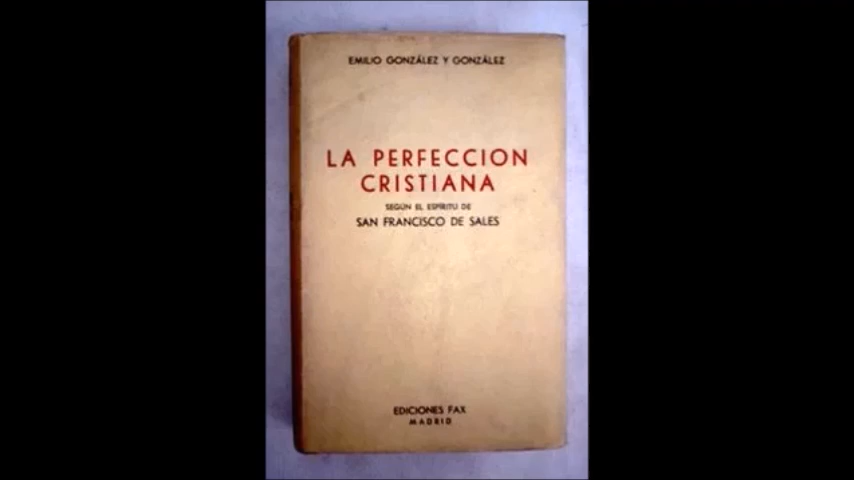 EMILIO GONZÁLEZ Y GONZÁLEZ
LA PERFECCION
CRISTIANA
SEGÚN EL ESPÍRITU DE
SAN FRANCISCO DE SALES
EDICIONES FAX
MADRID